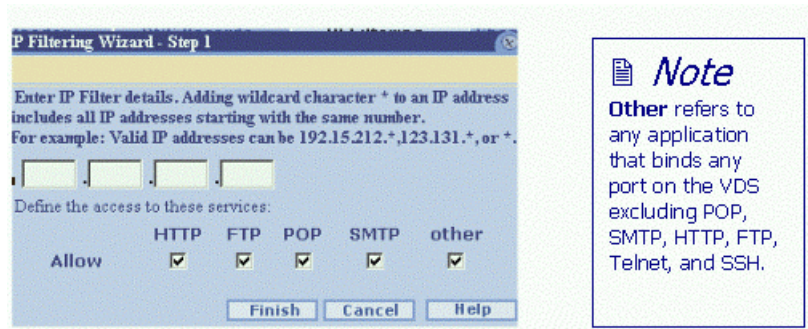 P Filtering Wizard - Step 1
Enter IP Filter details. Adding wildcard character * to an IP address
includes all IP addresses starting with the same number.
For example: Valid IP addresses can be 192.15.212.*,123.131.*, or *.
. . .
Define the access to these services:
HTTP FTP POP SMTP other
Allow
Finish Cancel Help
Note
Other refers to
any application
that binds any
port on the VDS
excluding POP,
SMTP, HTTP, FTP,
Telnet, and SSH.